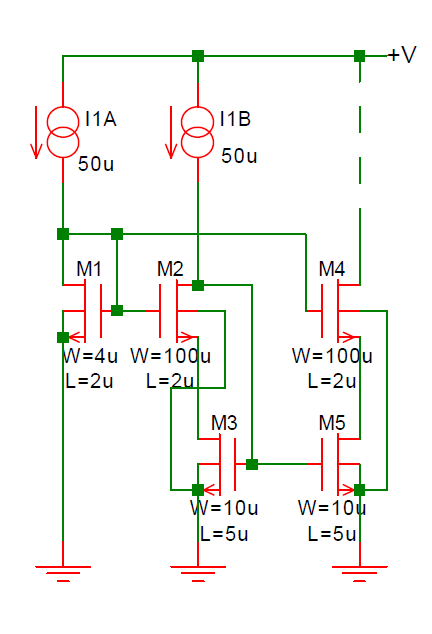 +V
I1A
50u
I1B
50u
M1
W=4u
L=2u
M2
W=100u
L=2u
M4
W=100u
L=2u
M3
W=10u
L=5u
M5
W=10u
L=5u